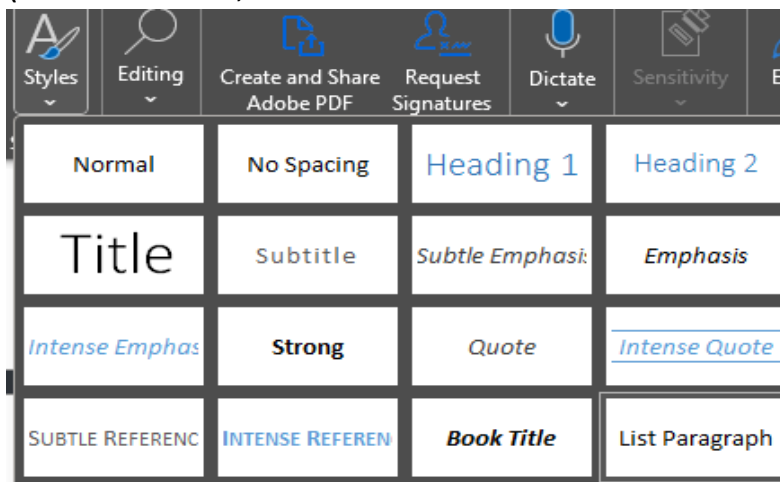 Styles Editing Create and Share Adobe PDF Request Signatures Dictate Sensitivity E
Normal No Spacing Heading 1 Heading 2
Title Subtitle Subtle Emphasis Emphasis
Intense Emphas Strong Quote Intense Quote
SUBTLE REFERENC INTENSE REFEREN Book Title List Paragraph